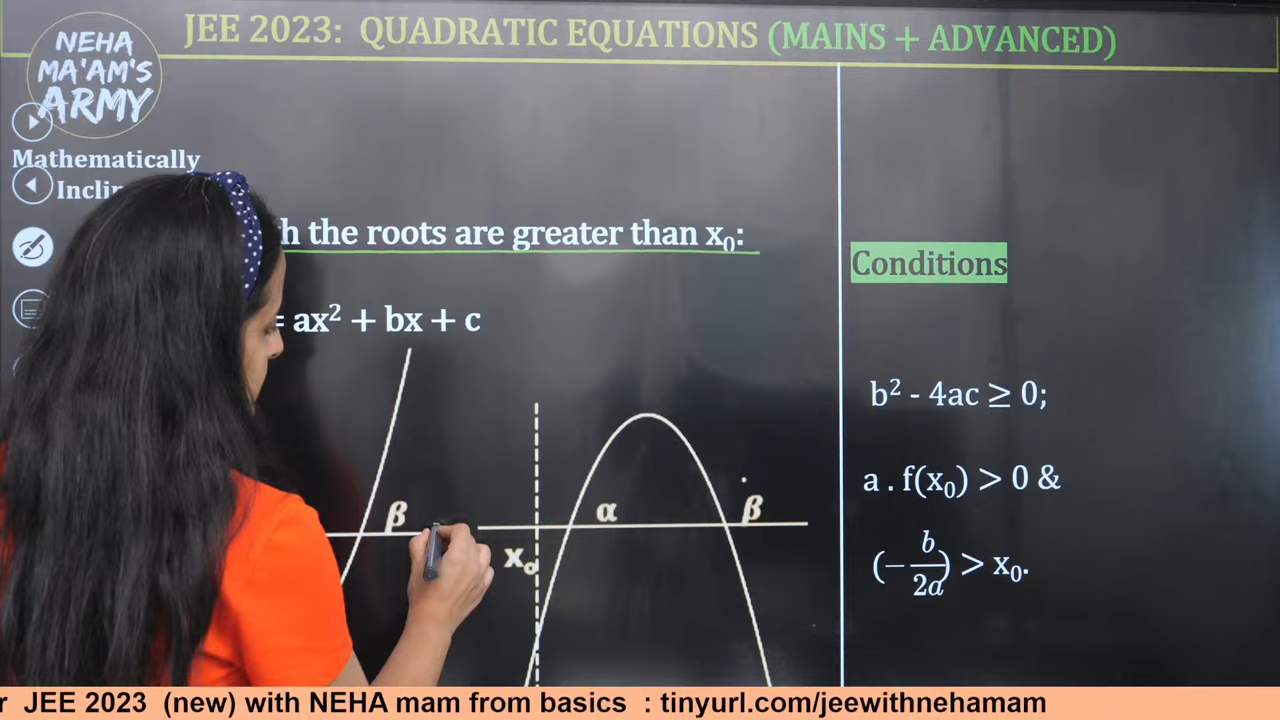 JEE 2023: QUADRATIC EQUATIONS (MAINS + ADVANCED)
NEHA
MA'AM'S
ARMY
Mathematically
the roots are greater than x₀:
= ax² + bx + c
β
x₀
α
β
Conditions
b² - 4ac ≥ 0;
a . f(x₀) > 0 &
(-b/2a) > x₀.
JEE 2023 (new) with NEHA mam from basics : tinyurl.com/jeewithnehamam